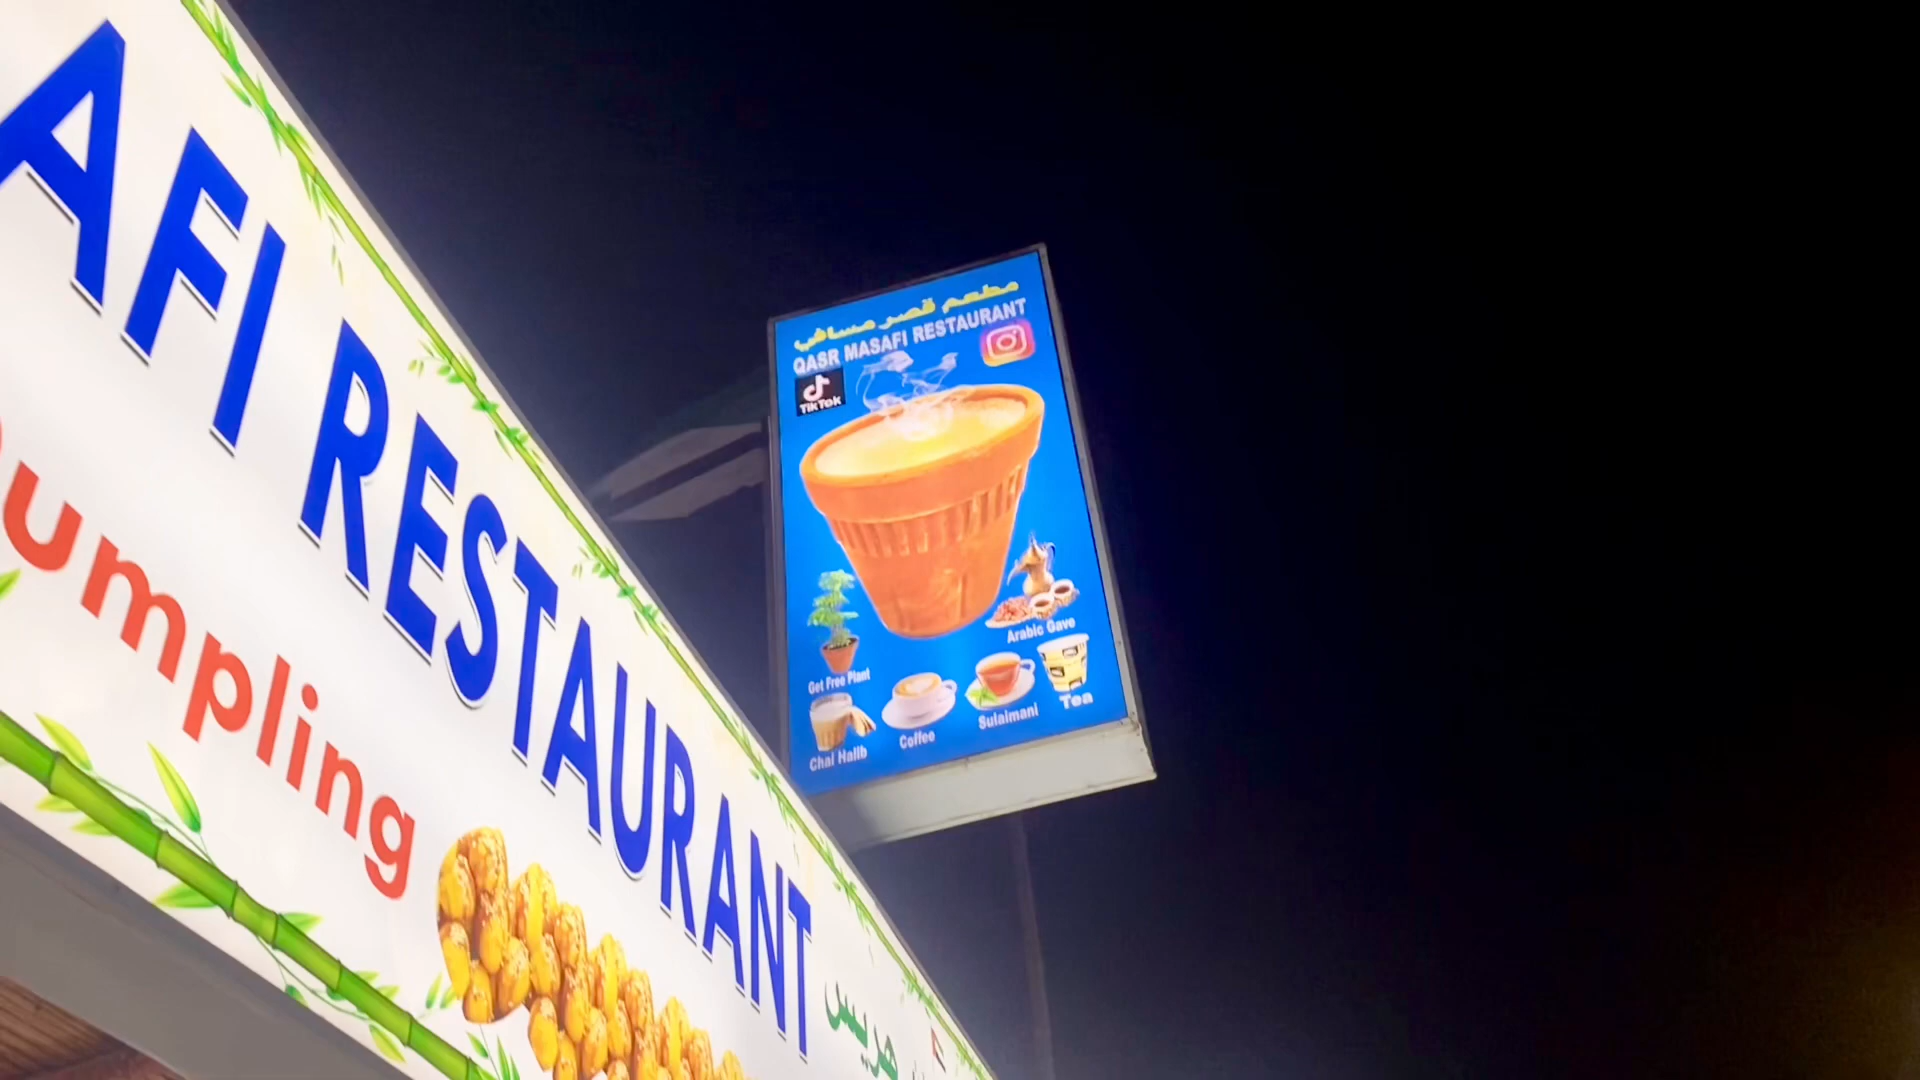 AFI RESTAURANT
umpling
هريس
مطعم قصر مسافي
QASR MASAFI RESTAURANT
TikTok
Arabic Gave
Get Free Plant
Chai Halib
Coffee
Sulaimani
Tea